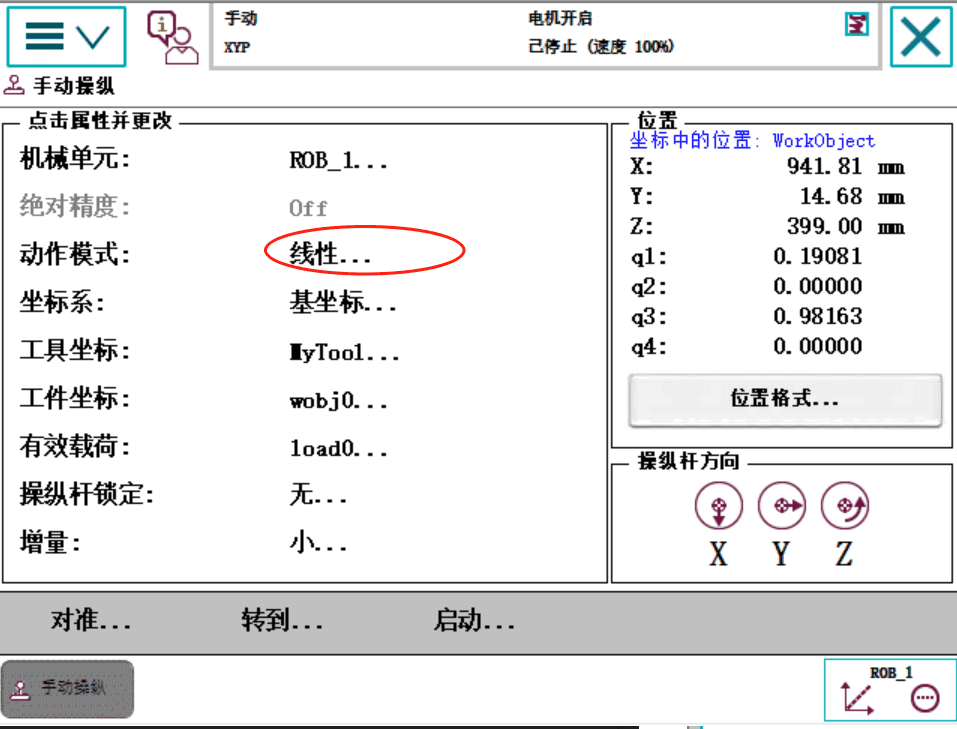 手动
XYP
电机开启
己停止 (速度 100%)
手动操纵
点击属性并更改
机械单元: ROB_1...
绝对精度: Off
动作模式: 线性...
坐标系: 基坐标...
工具坐标: MyTool...
工件坐标: wobj0...
有效载荷: load0...
操纵杆锁定: 无...
增量: 小...
位置
坐标中的位置: WorkObject
X: 941.81 mm
Y: 14.68 mm
Z: 399.00 mm
q1: 0.19081
q2: 0.00000
q3: 0.98163
q4: 0.00000
位置格式...
操纵杆方向
X Y Z
对准... 转到... 启动...
手动操纵
ROB_1